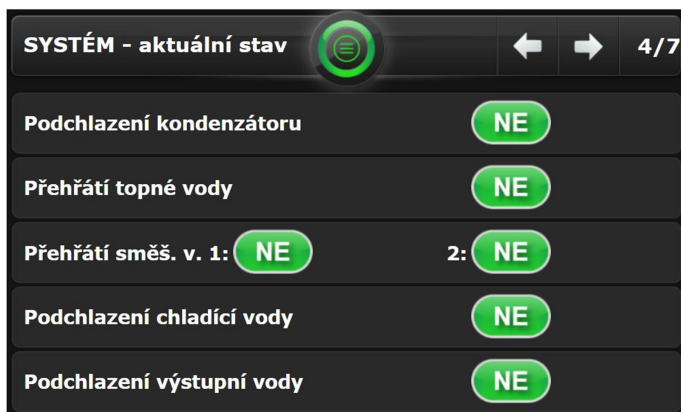 SYSTÉM - aktuální stav 4/7
Podchlazení kondenzátoru NE
Přehřátí topné vody NE
Přehřátí směš. v. 1: NE 2: NE
Podchlazení chladící vody NE
Podchlazení výstupní vody NE